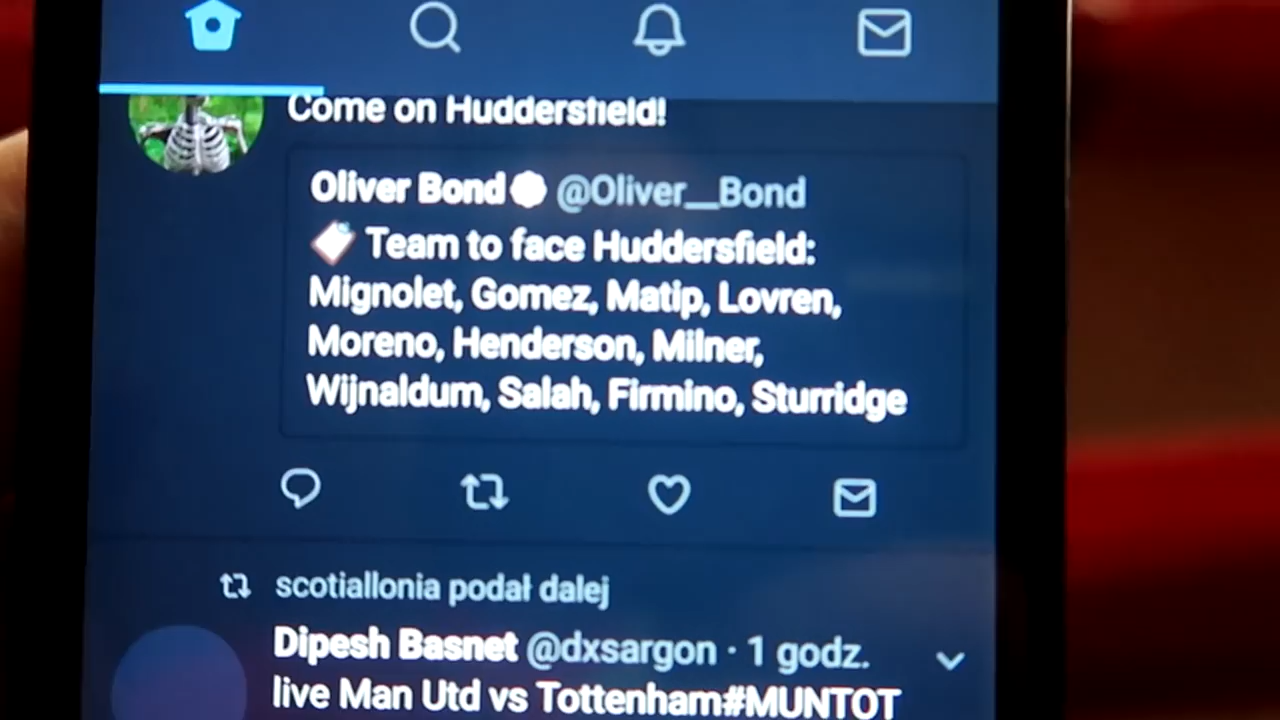 Come on Huddersfield!
Oliver Bond @Oliver__Bond
Team to face Huddersfield:
Mignolet, Gomez, Matip, Lovren,
Moreno, Henderson, Milner,
Wijnaldum, Salah, Firmino, Sturridge
scotiallonia podał dalej
Dipesh Basnet @dxsargon · 1 godz.
live Man Utd vs Tottenham#MUNTOT